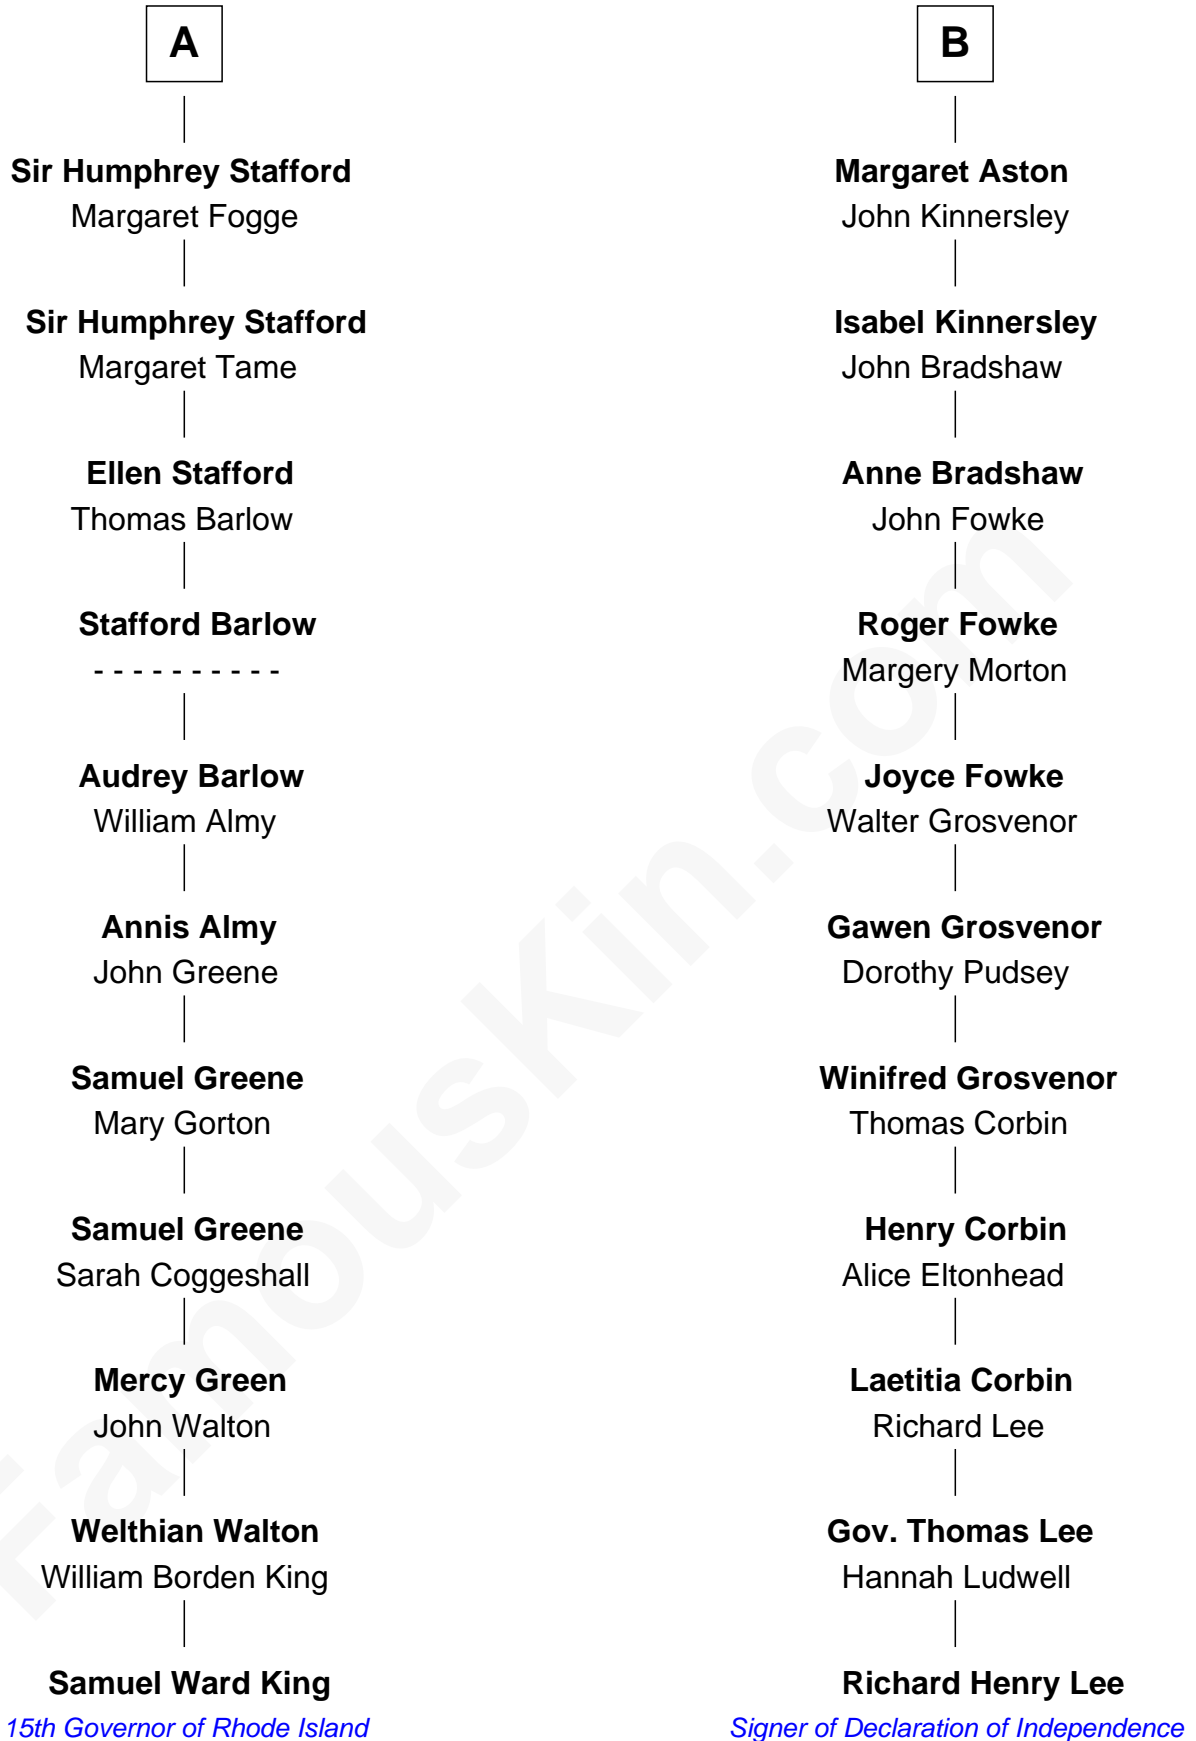 A
Sir Humphrey Stafford
Margaret Fogge
Sir Humphrey Stafford
Margaret Tame
Ellen Stafford
Thomas Barlow
Stafford Barlow
- - - - - - - - - -
Audrey Barlow
William Almy
Annis Almy
John Greene
Samuel Greene
Mary Gorton
Samuel Greene
Sarah Coggeshall
Mercy Green
John Walton
Welthian Walton
William Borden King
Samuel Ward King
15th Governor of Rhode Island
B
Margaret Aston
John Kinnersley
Isabel Kinnersley
John Bradshaw
Anne Bradshaw
John Fowke
Roger Fowke
Margery Morton
Joyce Fowke
Walter Grosvenor
Gawen Grosvenor
Dorothy Pudsey
Winifred Grosvenor
Thomas Corbin
Henry Corbin
Alice Eltonhead
Laetitia Corbin
Richard Lee
Gov. Thomas Lee
Hannah Ludwell
Richard Henry Lee
Signer of Declaration of Independence
FamousKin.com